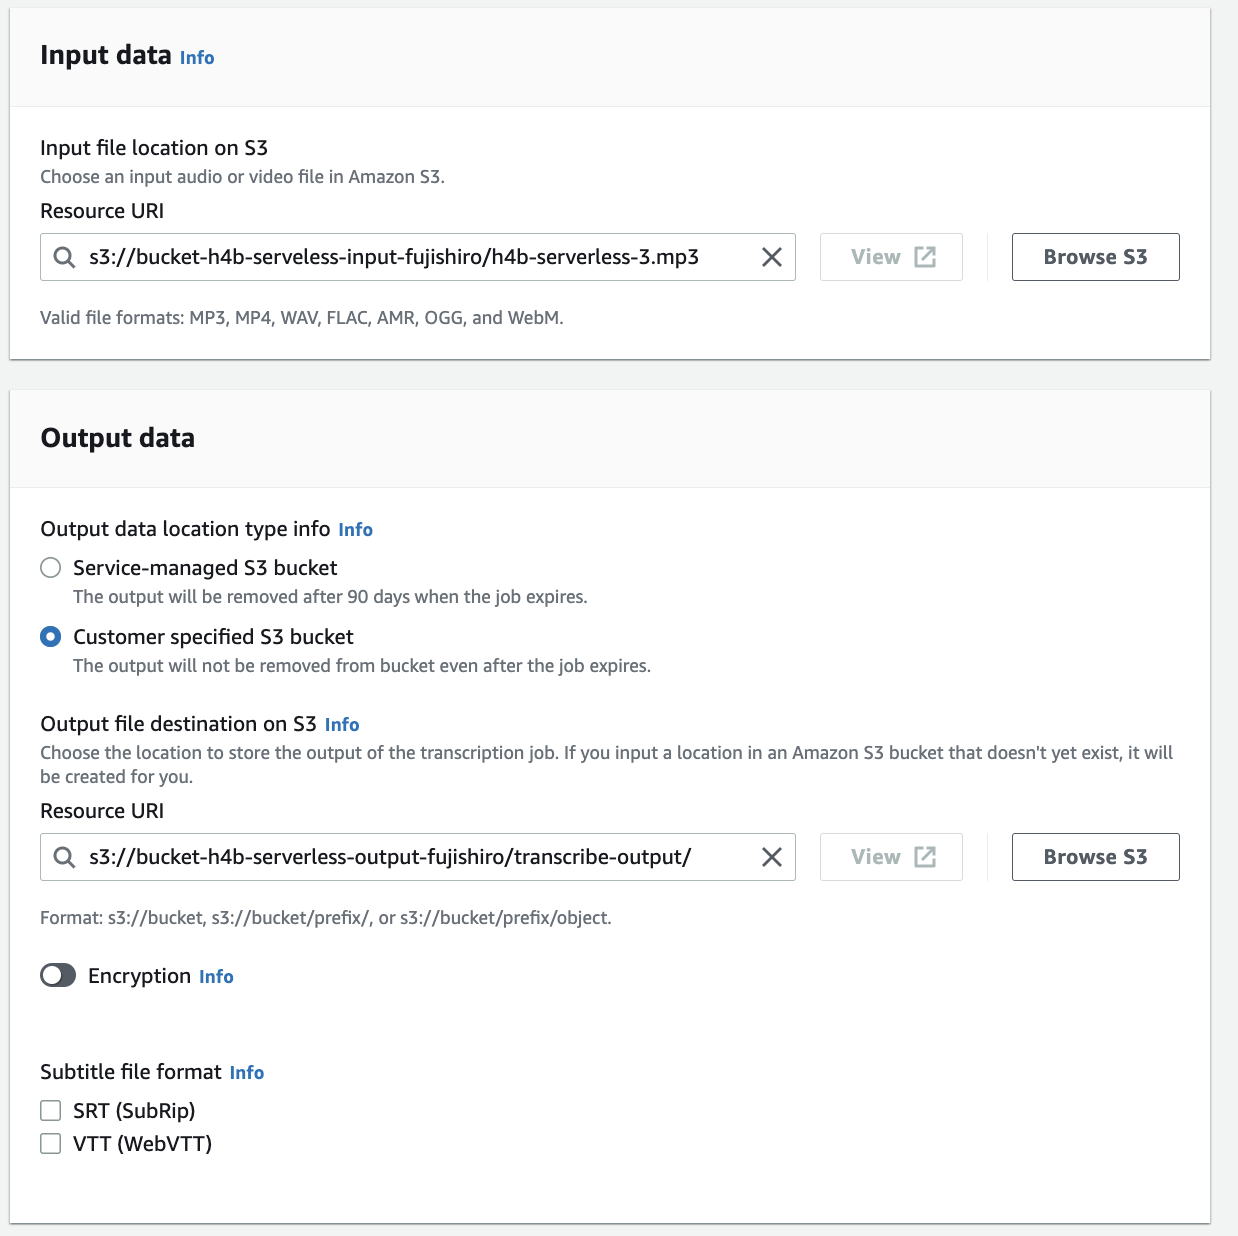 Input data Info
Input file location on S3
Choose an input audio or video file in Amazon S3.
Resource URI
s3://bucket-h4b-serveless-input-fujishiro/h4b-serverless-3.mp3
View
Browse S3
Valid file formats: MP3, MP4, WAV, FLAC, AMR, OGG, and WebM.
Output data
Output data location type info Info
Service-managed S3 bucket
The output will be removed after 90 days when the job expires.
Customer specified S3 bucket
The output will not be removed from bucket even after the job expires.
Output file destination on S3 Info
Choose the location to store the output of the transcription job. If you input a location in an Amazon S3 bucket that doesn't yet exist, it will
be created for you.
Resource URI
s3://bucket-h4b-serverless-output-fujishiro/transcribe-output/
View
Browse S3
Format: s3://bucket, s3://bucket/prefix/, or s3://bucket/prefix/object.
Encryption Info
Subtitle file format Info
SRT (SubRip)
VTT (WebVTT)